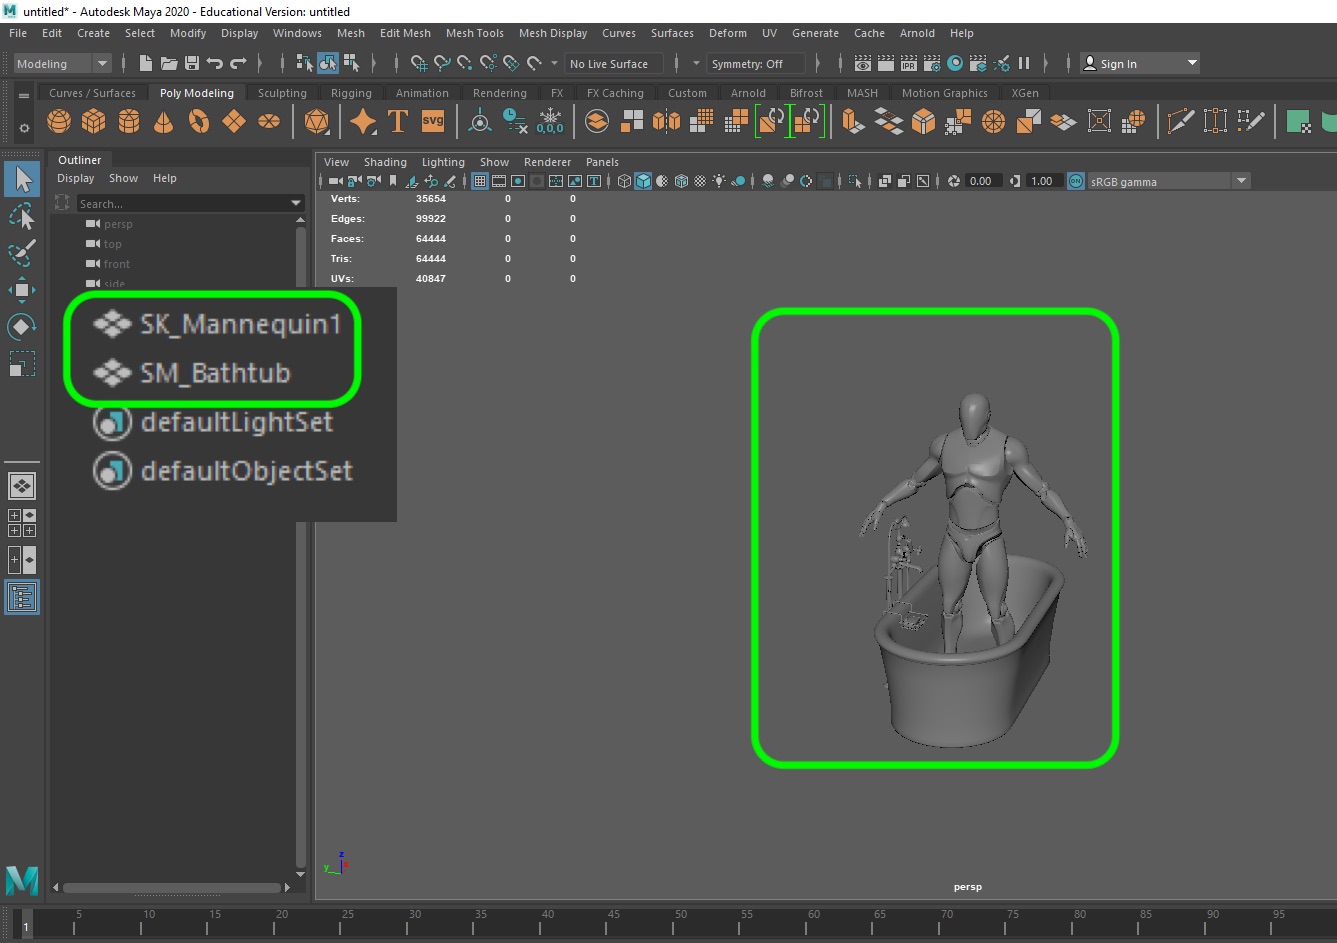 untitled* - Autodesk Maya 2020 - Educational Version: untitled
File Edit Create Select Modify Display Windows Mesh Edit Mesh Mesh Tools Mesh Display Curves Surfaces Deform UV Generate Cache Arnold Help
Modeling No Live Surface Symmetry: Off IPR Sign In
Curves / Surfaces Poly Modeling Sculpting Rigging Animation Rendering FX FX Caching Custom Arnold Bifrost MASH Motion Graphics XGen
T SVG 0,0,0
Outliner
Display Show Help
Search...
persp
top
front
side
SK_Mannequin1
SM_Bathtub
defaultLightSet
defaultObjectSet
View Shading Lighting Show Renderer Panels
0.00 1.00 ON sRGB gamma
Verts: 35654 0 0
Edges: 99922 0 0
Faces: 64444 0 0
Tris: 64444 0 0
UVs: 40847 0 0
z
y x
persp
M
1 5 10 15 20 25 30 35 40 45 50 55 60 65 70 75 80 85 90 95